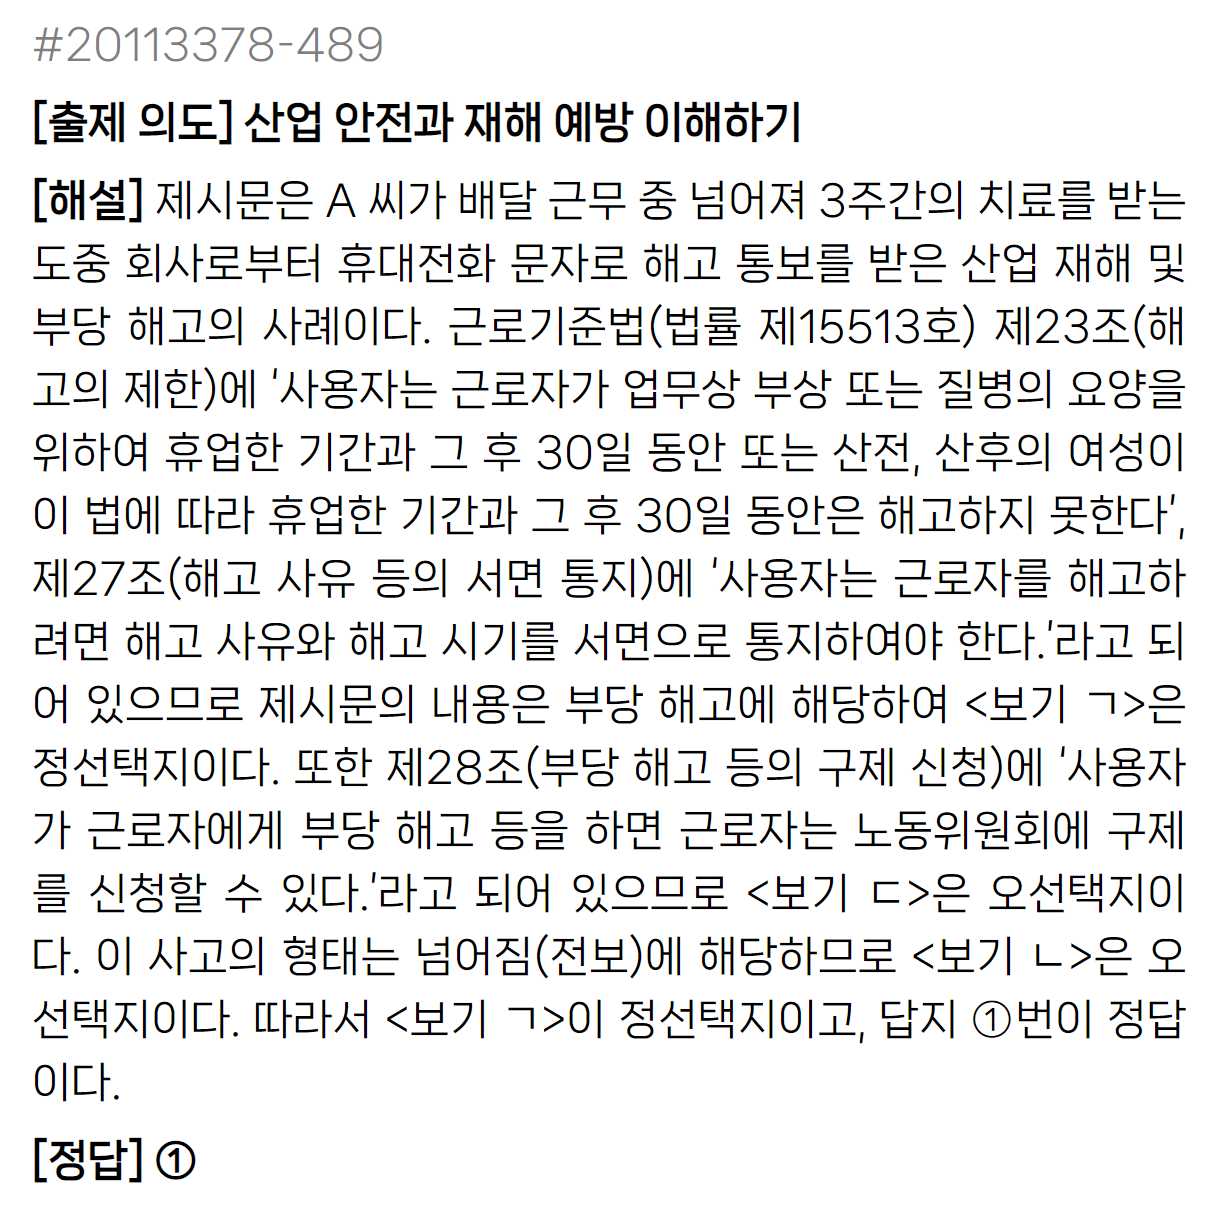 #20113378-489
[출제 의도] 산업 안전과 재해 예방 이해하기
[해설] 제시문은 A 씨가 배달 근무 중 넘어져 3주간의 치료를 받는
도중 회사로부터 휴대전화 문자로 해고 통보를 받은 산업 재해 및
부당 해고의 사례이다. 근로기준법(법률 제15513호) 제23조(해
고의 제한)에 '사용자는 근로자가 업무상 부상 또는 질병의 요양을
위하여 휴업한 기간과 그 후 30일 동안 또는 산전, 산후의 여성이
이 법에 따라 휴업한 기간과 그 후 30일 동안은 해고하지 못한다',
제27조(해고 사유 등의 서면 통지)에 '사용자는 근로자를 해고하
려면 해고 사유와 해고 시기를 서면으로 통지하여야 한다.'라고 되
어 있으므로 제시문의 내용은 부당 해고에 해당하여 <보기 ㄱ>은
정선택지이다. 또한 제28조(부당 해고 등의 구제 신청)에 '사용자
가 근로자에게 부당 해고 등을 하면 근로자는 노동위원회에 구제
를 신청할 수 있다.'라고 되어 있으므로 <보기 ㄷ>은 오선택지이
다. 이 사고의 형태는 넘어짐(전보)에 해당하므로 <보기 ㄴ>은 오
선택지이다. 따라서 <보기 ㄱ>이 정선택지이고, 답지 ①번이 정답
이다.
[정답] ①